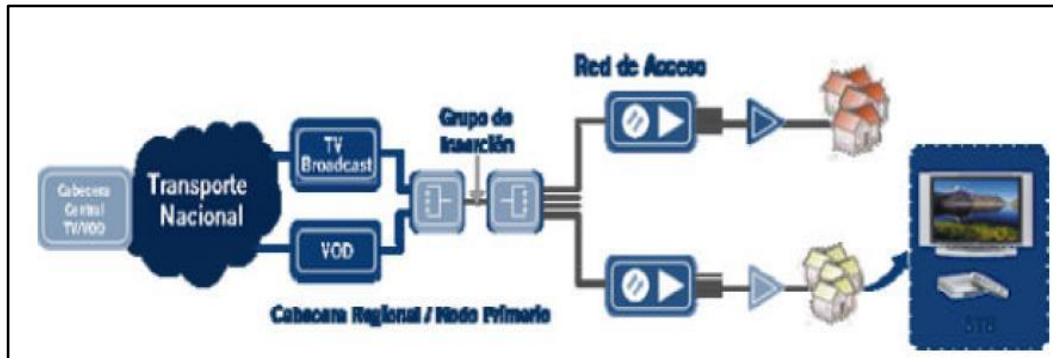 Cabecera
Central
TV/VOD
Transporte
Nacional
TV
Broadcast
VOD
Grupo de
Inserción
Red de Acceso
Cabecera Regional / Nodo Primario
STB